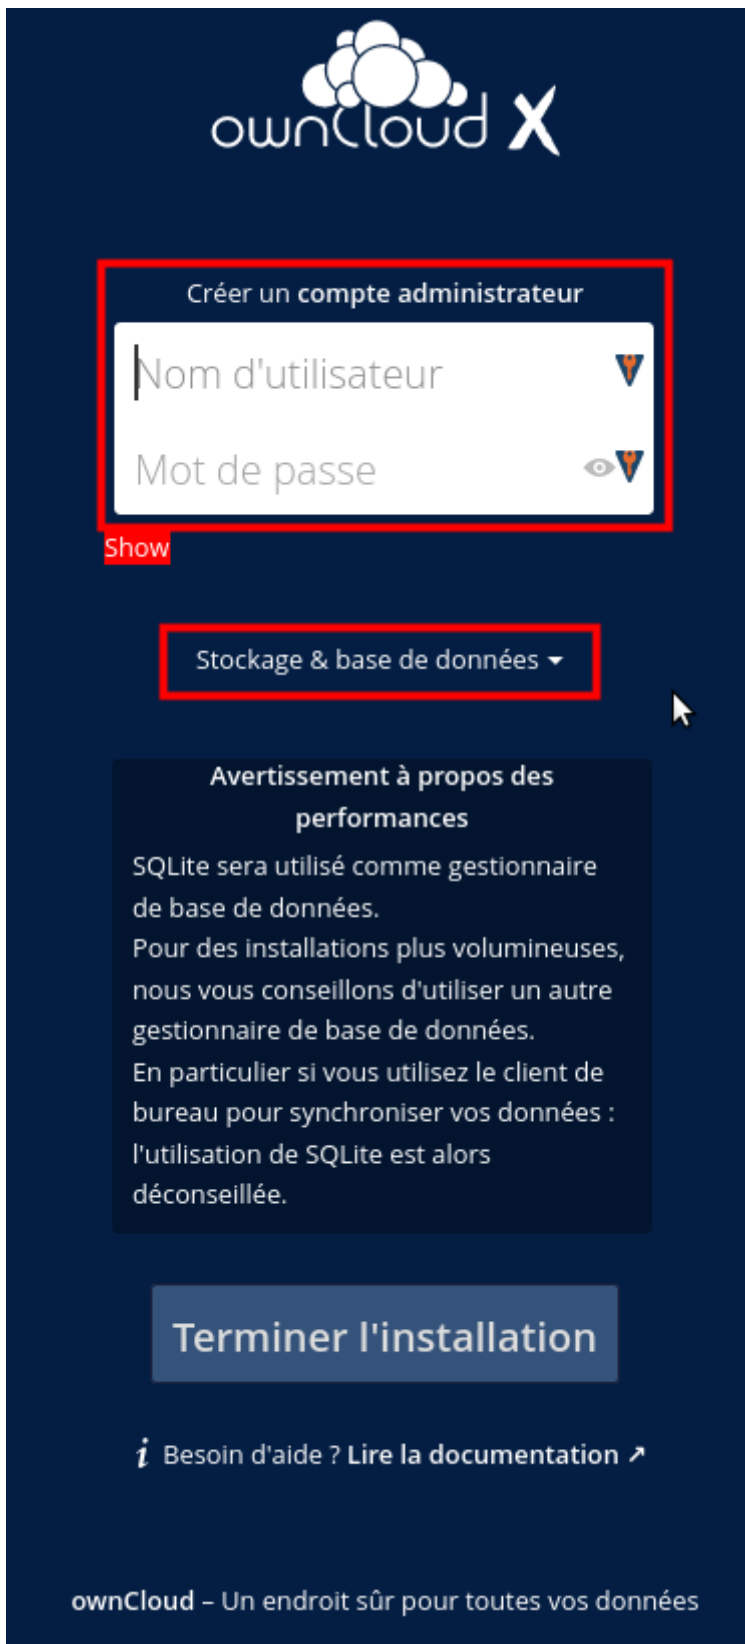 ownCloud X
Créer un compte administrateur
Nom d'utilisateur
Mot de passe
Show
Stockage & base de données
Avertissement à propos des
performances
SQLite sera utilisé comme gestionnaire
de base de données.
Pour des installations plus volumineuses,
nous vous conseillons d'utiliser un autre
gestionnaire de base de données.
En particulier si vous utilisez le client de
bureau pour synchroniser vos données :
l'utilisation de SQLite est alors
déconseillée.
Terminer l'installation
i Besoin d'aide ? Lire la documentation ↗
ownCloud – Un endroit sûr pour toutes vos données